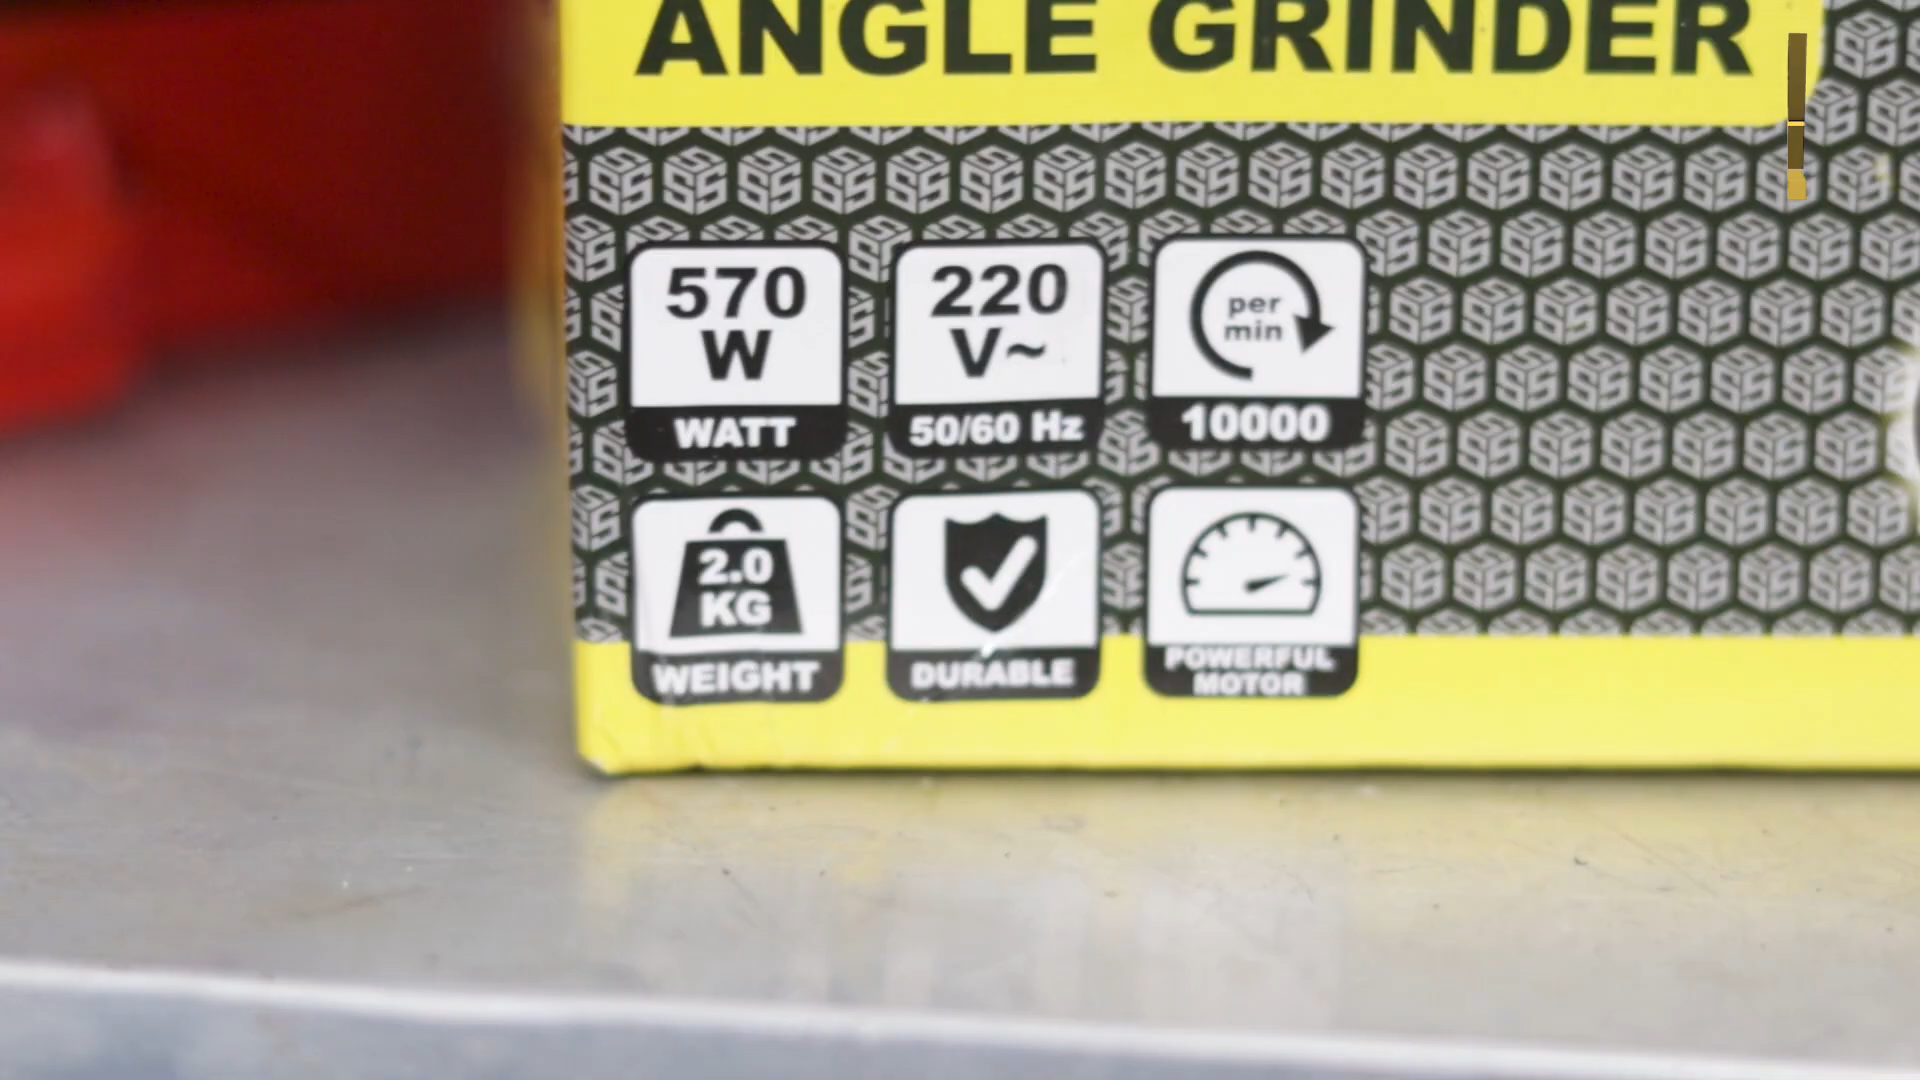 ANGLE GRINDER
570
W
WATT
220
V~
50/60 Hz
per
min
10000
2.0
KG
WEIGHT
DURABLE
POWERFUL
MOTOR